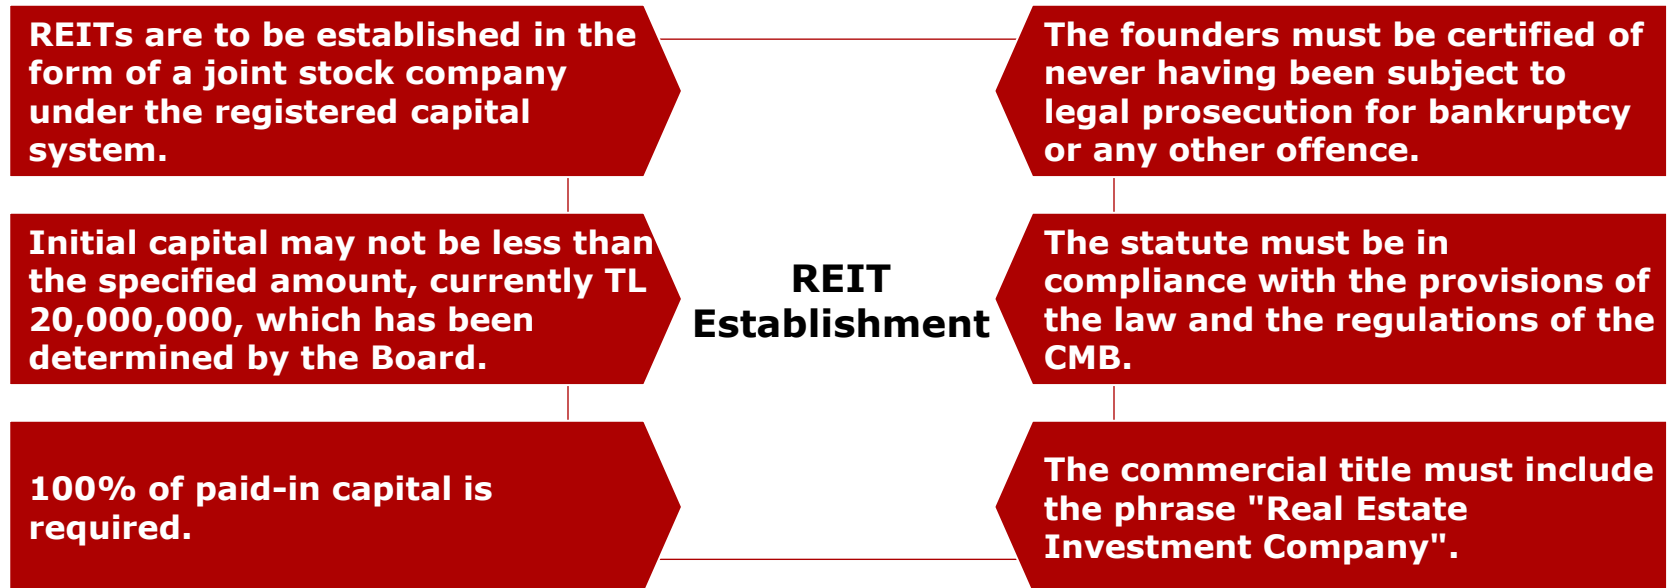 REITs are to be established in the
form of a joint stock company
under the registered capital
system.
Initial capital may not be less than
the specified amount, currently TL
20,000,000, which has been
determined by the Board.
100% of paid-in capital is
required.
REIT
Establishment
The founders must be certified of
never having been subject to
legal prosecution for bankruptcy
or any other offence.
The statute must be in
compliance with the provisions of
the law and the regulations of the
CMB.
The commercial title must include
the phrase "Real Estate
Investment Company".